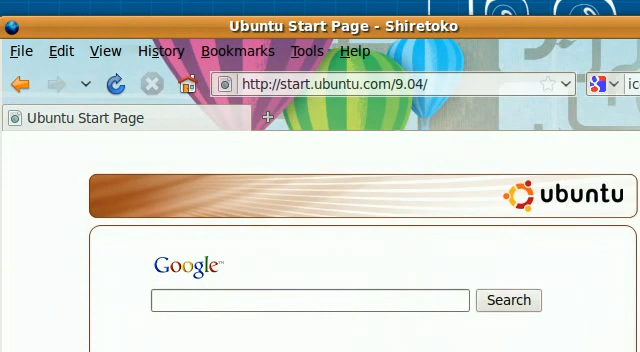 Ubuntu Start Page - Shiretoko
File Edit View History Bookmarks Tools Help
http://start.ubuntu.com/9.04/
Ubuntu Start Page
ubuntu
Google™
Search